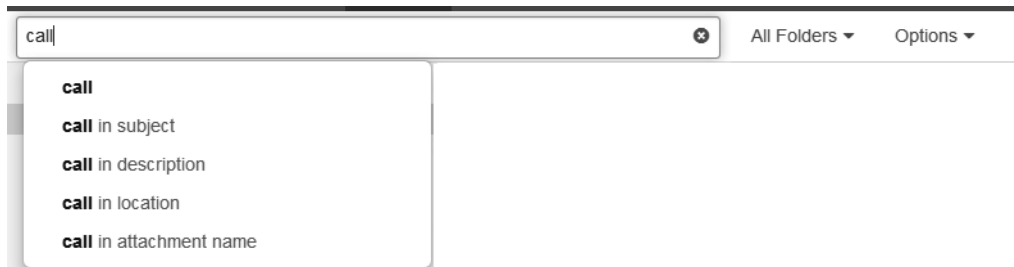 call All Folders Options
call
call in subject
call in description
call in location
call in attachment name